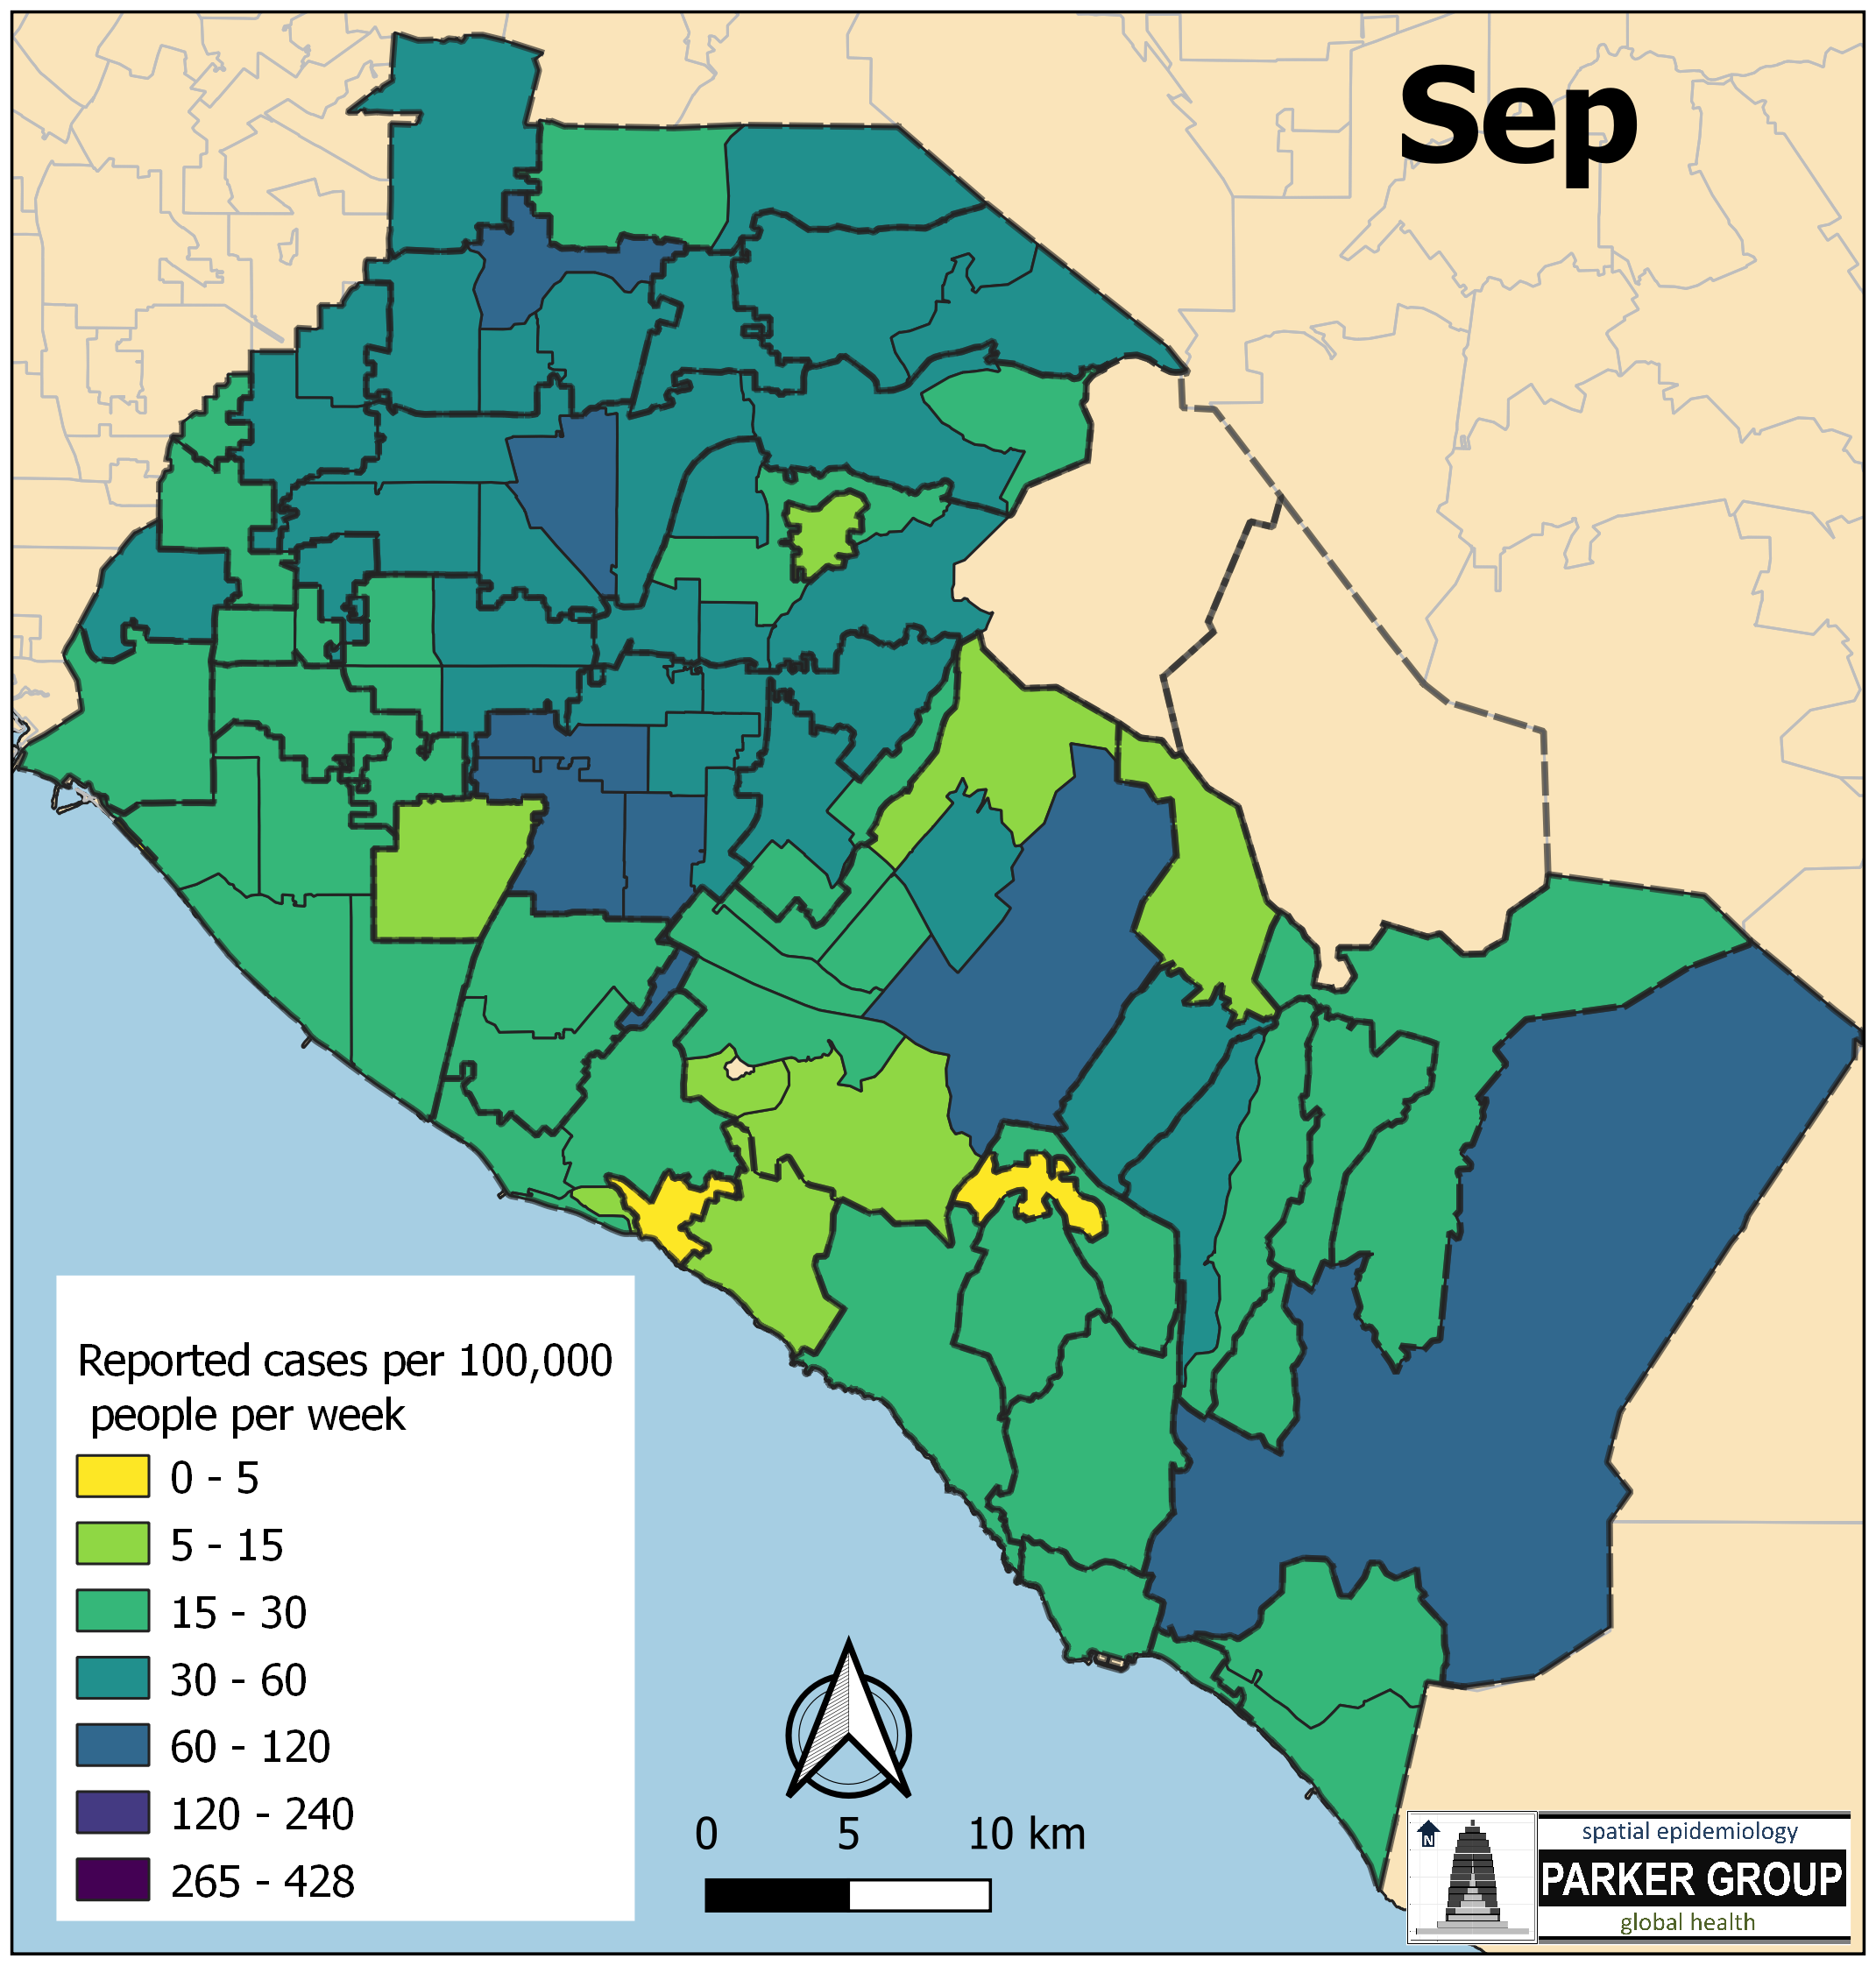 Sep
Reported cases per 100,000
people per week
0 - 5
5 - 15
15 - 30
30 - 60
60 - 120
120 - 240
265 - 428
0 5 10 km
N
spatial epidemiology
PARKER GROUP
global health